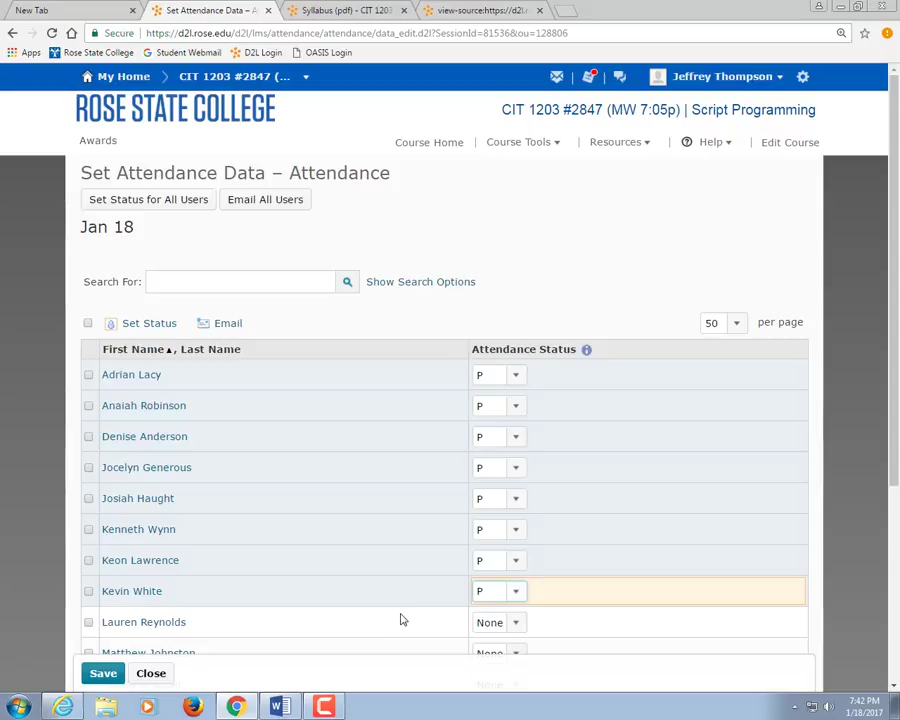 New Tab
Set Attendance Data – A
Syllabus (pdf) - CIT 1203
view-source:https://d2l.
Secure https://d2l.rose.edu/d2l/lms/attendance/attendance/data_edit.d2l?SessionId=81536&ou=128806
Apps Rose State College Student Webmail D2L Login OASIS Login
My Home CIT 1203 #2847 (... Jeffrey Thompson
ROSE STATE COLLEGE
CIT 1203 #2847 (MW 7:05p) | Script Programming
Awards
Course Home Course Tools Resources Help Edit Course
Set Attendance Data – Attendance
Set Status for All Users Email All Users
Jan 18
Search For: Show Search Options
Set Status Email 50 per page
First Name ▲, Last Name Attendance Status
Adrian Lacy P
Anaiah Robinson P
Denise Anderson P
Jocelyn Generous P
Josiah Haught P
Kenneth Wynn P
Keon Lawrence P
Kevin White P
Lauren Reynolds None
Matthew Johnston None
Save Close
7:42 PM
1/18/2017